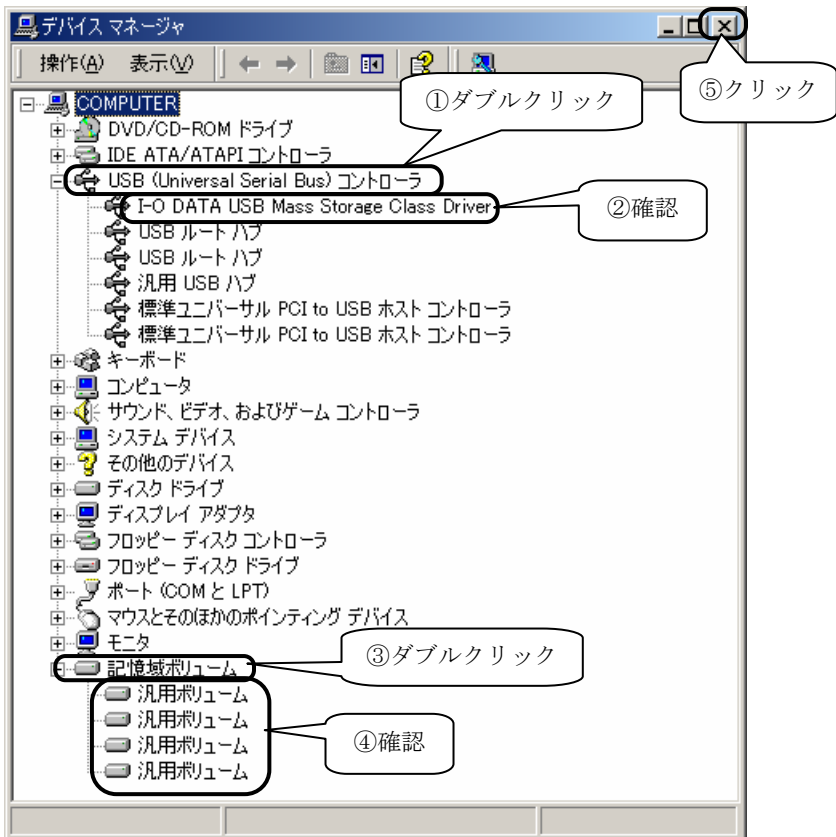 デバイス マネージャ
操作(A) 表示(V)
⑤クリック
①ダブルクリック
COMPUTER
DVD/CD-ROM ドライブ
IDE ATA/ATAPI コントローラ
USB (Universal Serial Bus) コントローラ
I-O DATA USB Mass Storage Class Driver
②確認
USB ルート ハブ
USB ルート ハブ
汎用 USB ハブ
標準ユニバーサル PCI to USB ホスト コントローラ
標準ユニバーサル PCI to USB ホスト コントローラ
キーボード
コンピュータ
サウンド、ビデオ、およびゲーム コントローラ
システム デバイス
その他のデバイス
ディスク ドライブ
ディスプレイ アダプタ
フロッピー ディスク コントローラ
フロッピー ディスク ドライブ
ポート (COM と LPT)
マウスとそのほかのポインティング デバイス
モニタ
③ダブルクリック
記憶域ボリューム
汎用ボリューム
汎用ボリューム
④確認
汎用ボリューム
汎用ボリューム